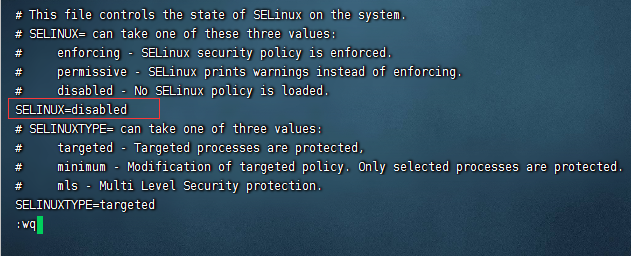 # This file controls the state of SELinux on the system.
# SELINUX= can take one of these three values:
#     enforcing - SELinux security policy is enforced.
#     permissive - SELinux prints warnings instead of enforcing.
#     disabled - No SELinux policy is loaded.
SELINUX=disabled
# SELINUXTYPE= can take one of three values:
#     targeted - Targeted processes are protected,
#     minimum - Modification of targeted policy. Only selected processes are protected.
#     mls - Multi Level Security protection.
SELINUXTYPE=targeted
:wq